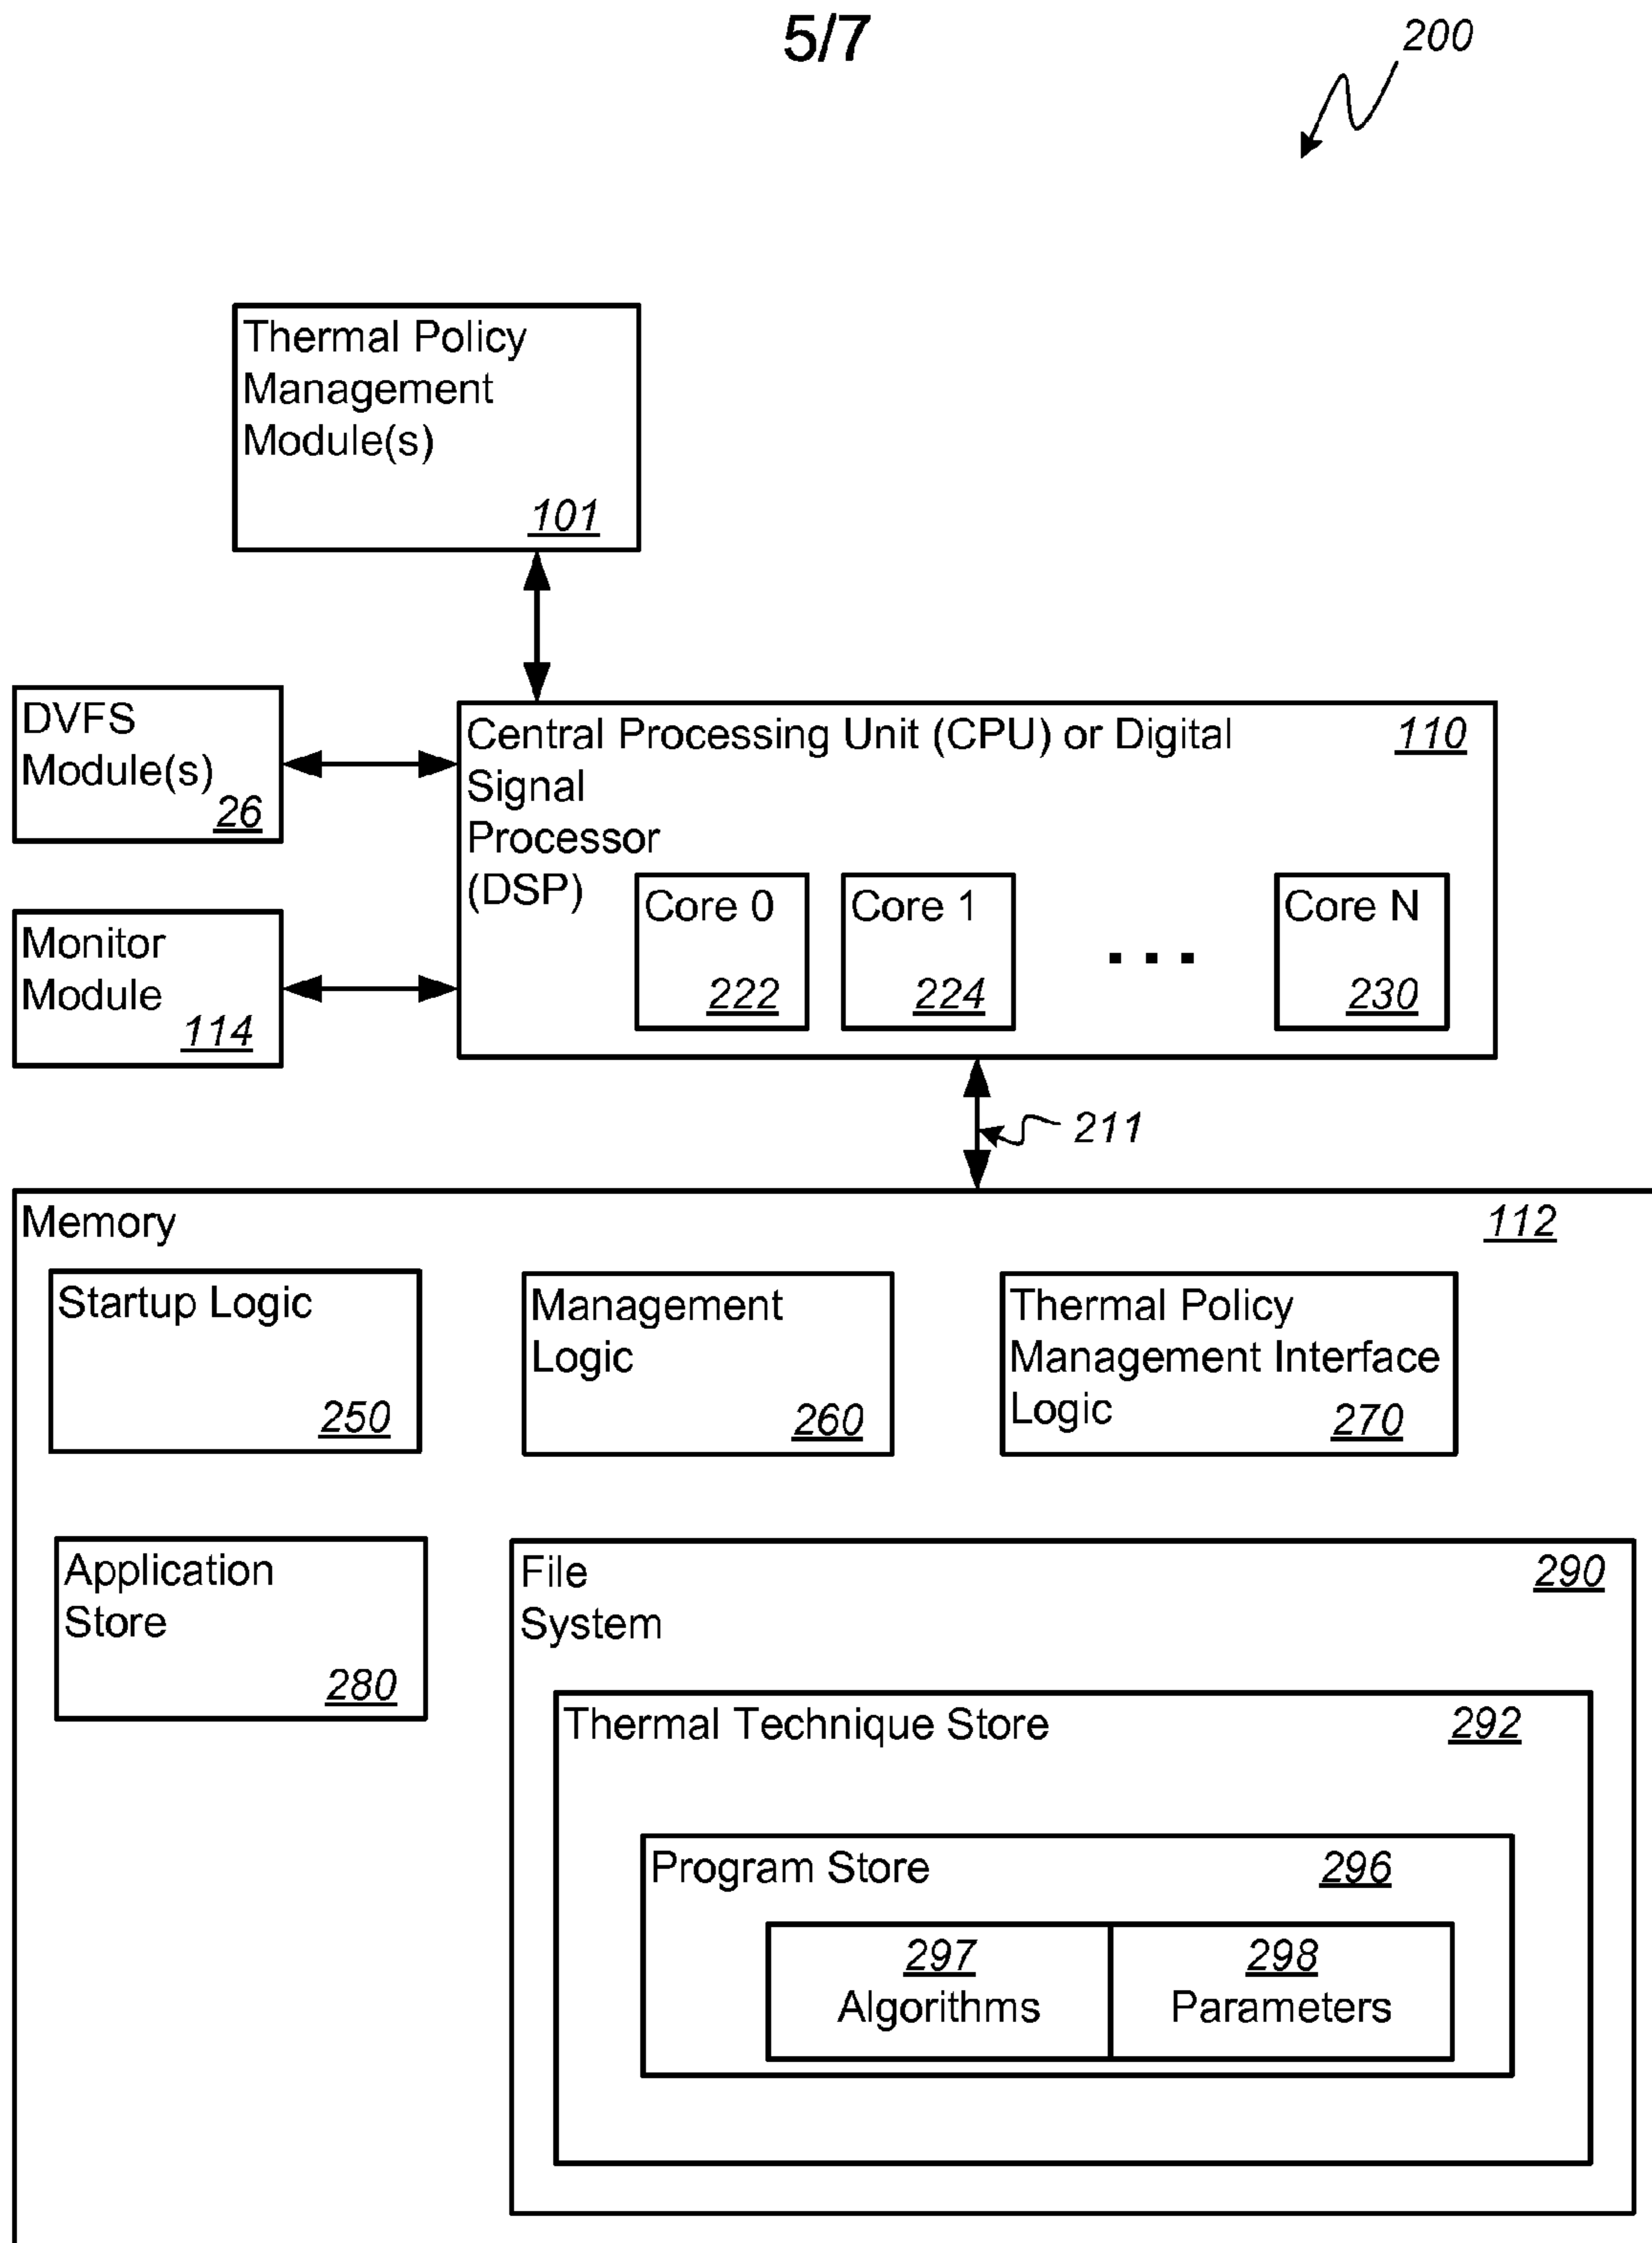 5/7
200
Thermal Policy
Management
Module(s)
101
DVFS
Module(s)
26
Central Processing Unit (CPU) or Digital
110
Signal
Processor
(DSP)
Core 0
222
Core 1
224
. . .
Core N
230
Monitor
Module
114
211
Memory
112
Startup Logic
250
Management
Logic
260
Thermal Policy
Management Interface
Logic
270
Application
Store
280
File
System
290
Thermal Technique Store
292
Program Store
296
297
Algorithms
298
Parameters